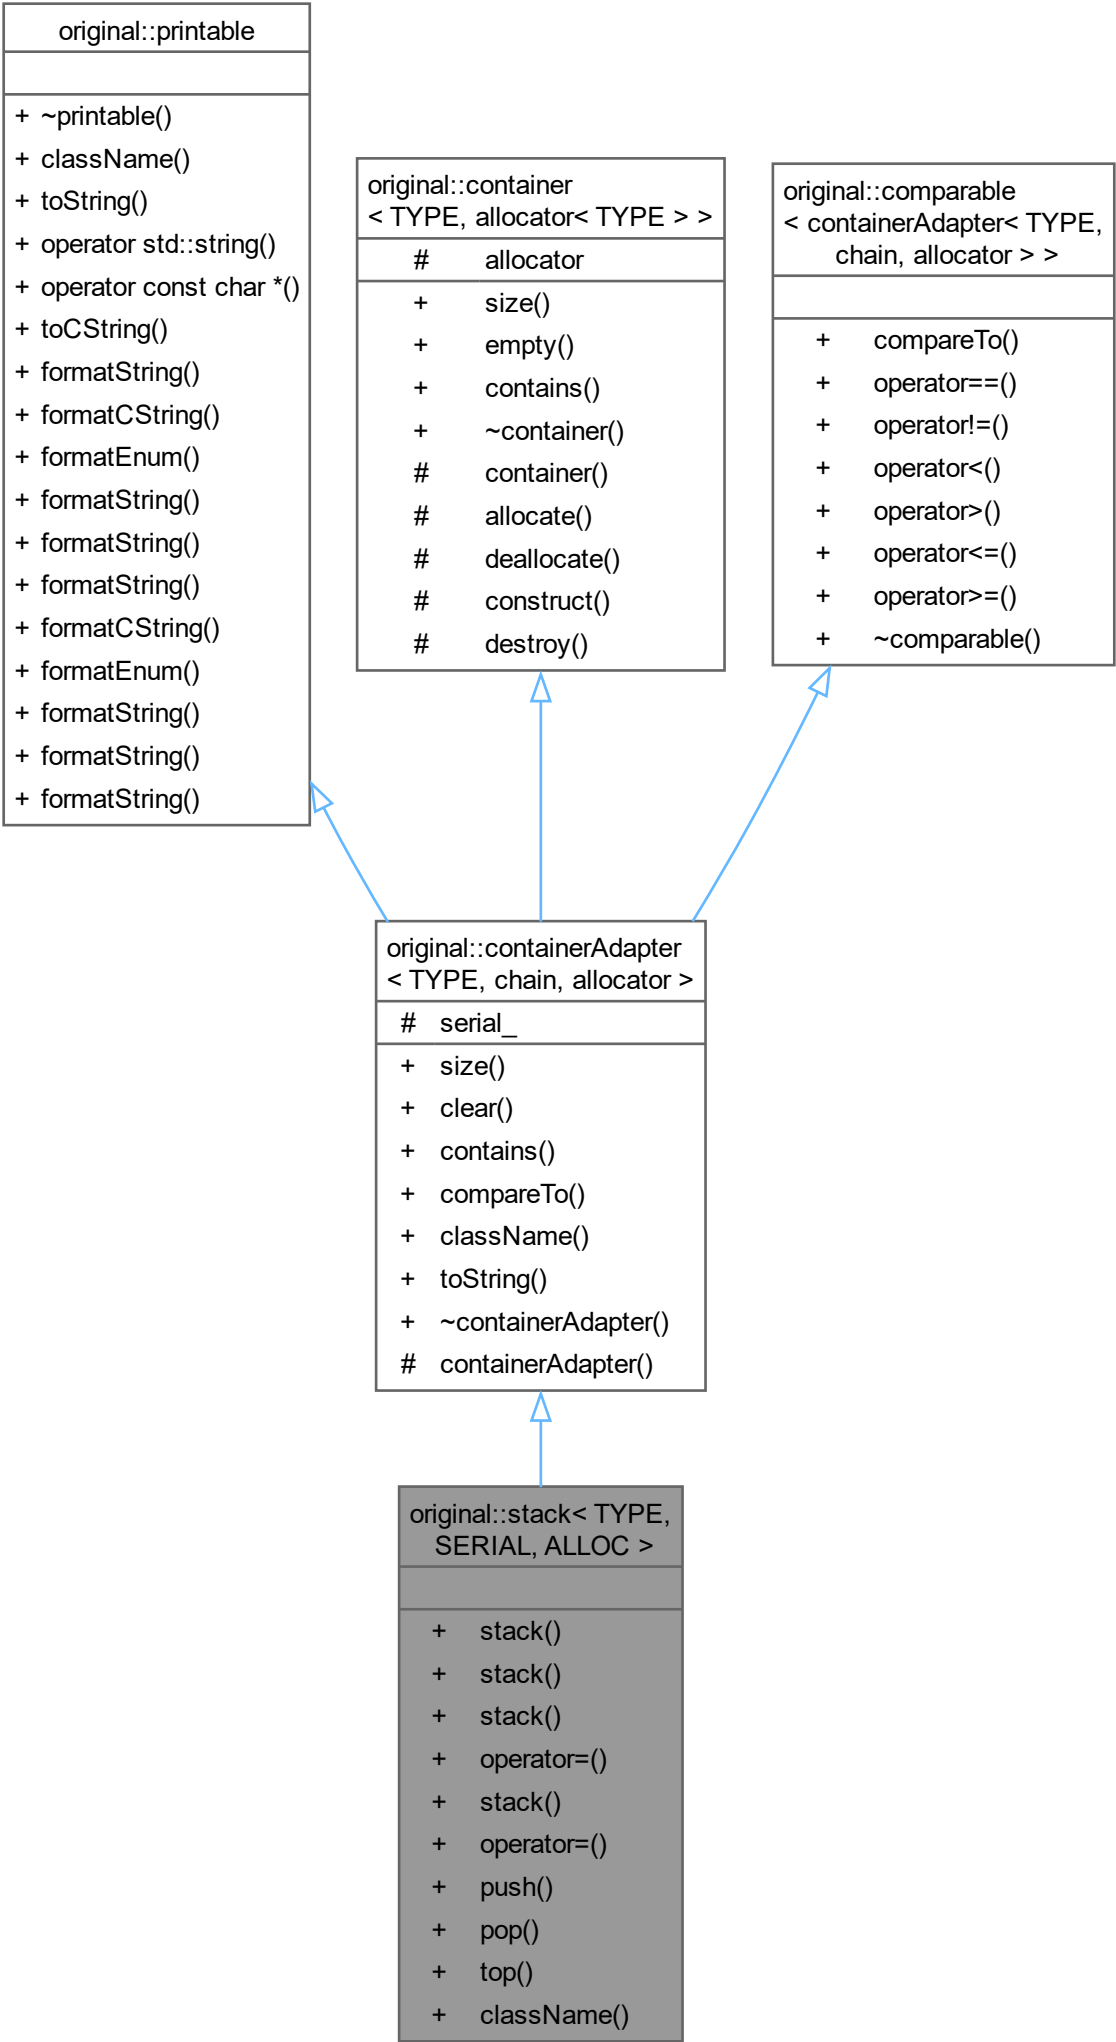 original::printable
+ ~printable()
+ className()
+ toString()
+ operator std::string()
+ operator const char *()
+ toCString()
+ formatString()
+ formatCString()
+ formatEnum()
+ formatString()
+ formatString()
+ formatString()
+ formatCString()
+ formatEnum()
+ formatString()
+ formatString()
+ formatString()
original::container
< TYPE, allocator< TYPE > >
# allocator
+ size()
+ empty()
+ contains()
+ ~container()
# container()
# allocate()
# deallocate()
# construct()
# destroy()
original::comparable
< containerAdapter< TYPE,
chain, allocator > >
+ compareTo()
+ operator==()
+ operator!=()
+ operator<()
+ operator>()
+ operator<=()
+ operator>=()
+ ~comparable()
original::containerAdapter
< TYPE, chain, allocator >
# serial_
+ size()
+ clear()
+ contains()
+ compareTo()
+ className()
+ toString()
+ ~containerAdapter()
# containerAdapter()
original::stack< TYPE,
SERIAL, ALLOC >
+ stack()
+ stack()
+ stack()
+ operator=()
+ stack()
+ operator=()
+ push()
+ pop()
+ top()
+ className()